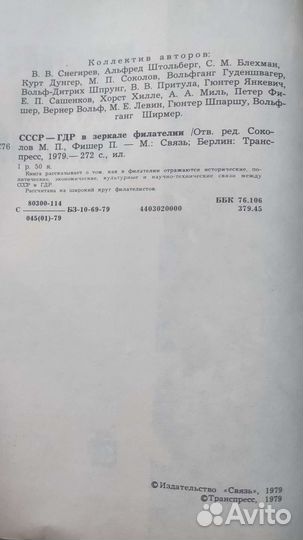 Коллектив авторов:
В. В. Снегирев, Альфред Штольберг, С. М. Блехман,
Курт Дунгер, М. П. Соколов, Вольфганг Гуденшвагер,
Вольф-Дитрих Шпрунг, В. В. Притула, Гюнтер Янкевич,
Е. П. Сашенков, Хорст Хилле, А. А. Миль, Петер Фи-
шер, Вернер Вольф, М. Е. Левин, Гюнтер Шпаршу, Вольф-
ганг Ширмер.
СССР—ГДР в зеркале филателии /Отв. ред. Соко-
76 лов М. П., Фишер П. — М.: Связь; Берлин: Транс-
пресс, 1979.— 272 с., ил.
1 р. 50 к.
Книга рассказывает о том, как в филателии отражаются исторические, по-
литические, экономические, культурные и научно-технические связи между
СССР и ГДР.
Рассчитана на широкий круг филателистов.
80300-114 ББК 76.106
С БЗ-10-69-79 4403020000 379.45
045(01)-79
©Издательство «Связь», 1979
©Транспресс, 1979
Avito